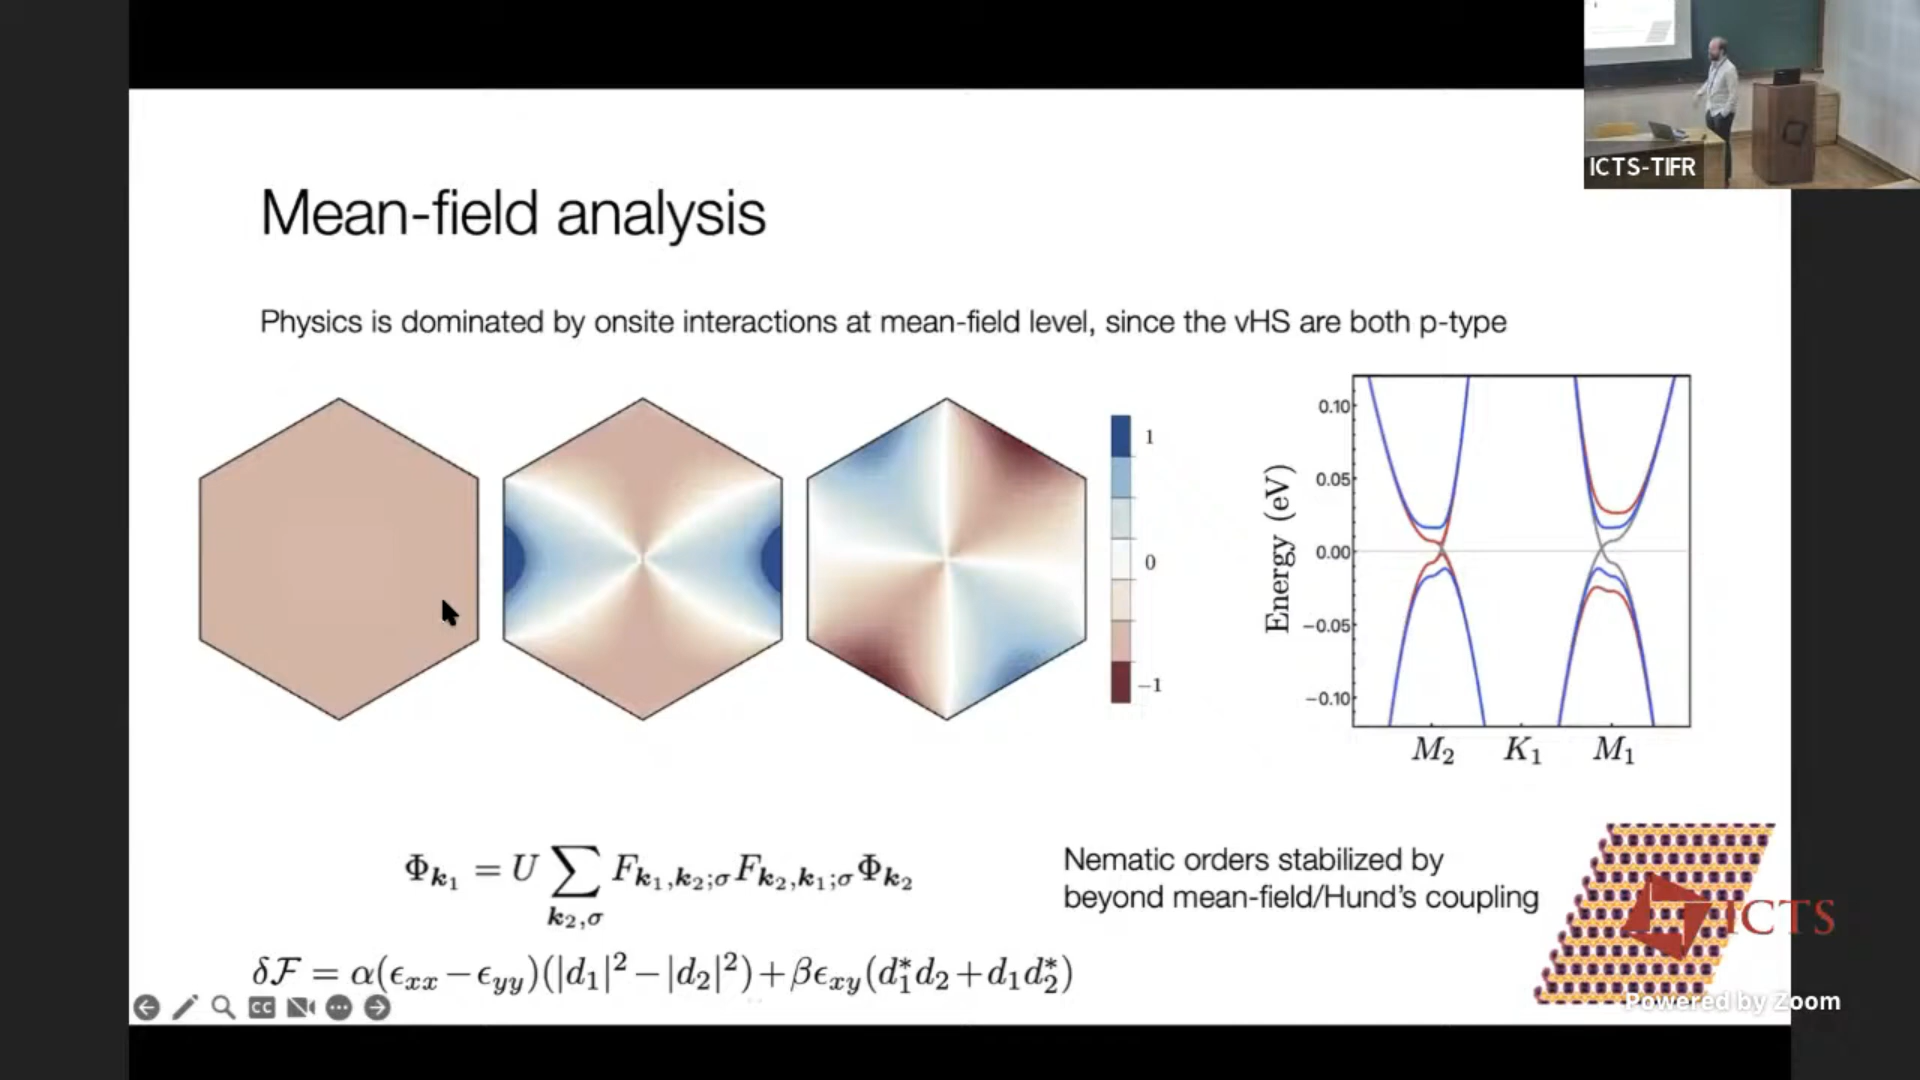 ICTS-TIFR
Mean-field analysis
Physics is dominated by onsite interactions at mean-field level, since the vHS are both p-type
1
0
−1
Energy (eV)
0.10
0.05
0.00
−0.05
−0.10
M₂ K₁ M₁
Φ_{k₁} = U ∑_{k₂,σ} F_{k₁,k₂;σ} F_{k₂,k₁;σ} Φ_{k₂}
Nematic orders stabilized by
beyond mean-field/Hund's coupling
δℱ = α(ϵ_{xx} − ϵ_{yy})(|d₁|² − |d₂|²) + βϵ_{xy}(d₁*d₂ + d₁d₂*)
CC
ICTS
Powered by Zoom